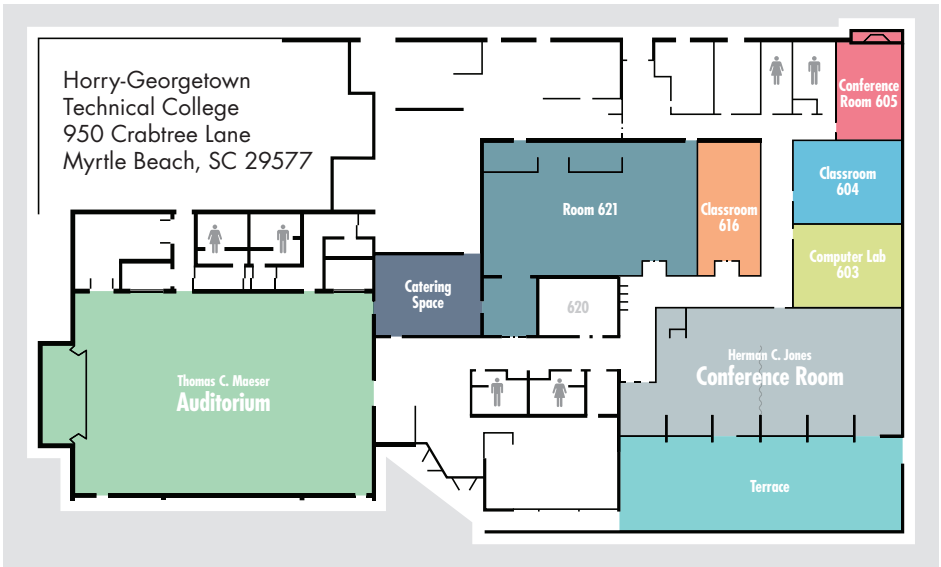 Horry-Georgetown
Technical College
950 Crabtree Lane
Myrtle Beach, SC 29577
Conference
Room 605
Classroom
604
Room 621
Classroom
616
Computer Lab
603
Catering
Space
620
Herman C. Jones
Conference Room
Thomas C. Maeser
Auditorium
Terrace